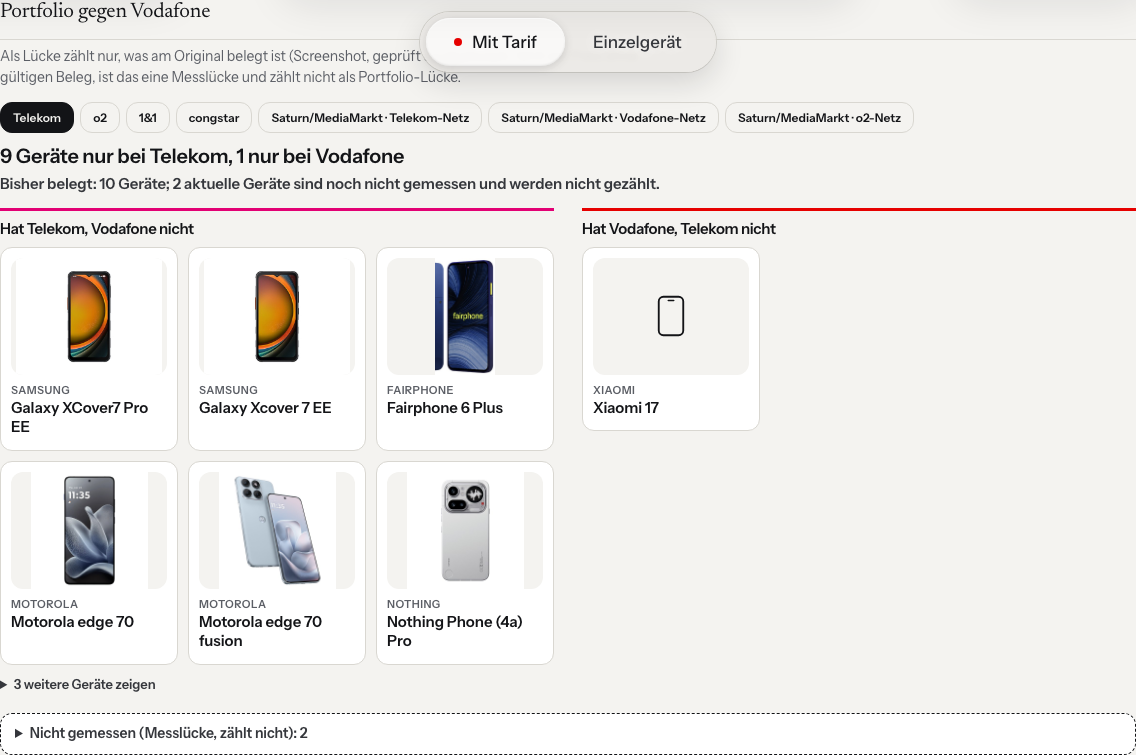 Portfolio gegen Vodafone
Mit Tarif
Einzelgerät
Als Lücke zählt nur, was am Original belegt ist (Screenshot, geprüft
gültigen Beleg, ist das eine Messlücke und zählt nicht als Portfolio-Lücke.
Telekom
o2
1&1
congstar
Saturn/MediaMarkt · Telekom-Netz
Saturn/MediaMarkt · Vodafone-Netz
Saturn/MediaMarkt · o2-Netz
9 Geräte nur bei Telekom, 1 nur bei Vodafone
Bisher belegt: 10 Geräte; 2 aktuelle Geräte sind noch nicht gemessen und werden nicht gezählt.
Hat Telekom, Vodafone nicht
SAMSUNG
Galaxy XCover7 Pro
EE
SAMSUNG
Galaxy Xcover 7 EE
fairphone
FAIRPHONE
Fairphone 6 Plus
11:35
MOTOROLA
Motorola edge 70
MOTOROLA
Motorola edge 70
fusion
NOTHING
Nothing Phone (4a)
Pro
3 weitere Geräte zeigen
Hat Vodafone, Telekom nicht
XIAOMI
Xiaomi 17
Nicht gemessen (Messlücke, zählt nicht): 2